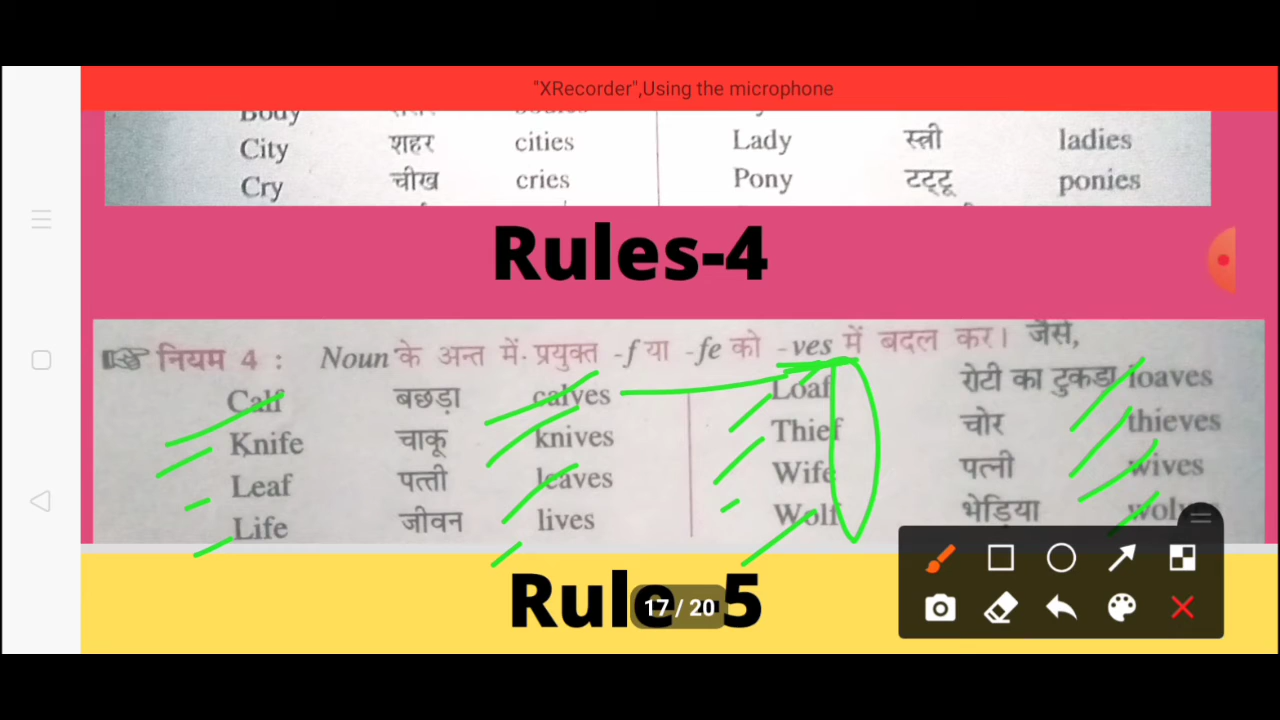 "XRecorder",Using the microphone
Body
City शहर cities Lady स्त्री ladies
Cry चीख cries Pony टट्टू ponies
Rules-4
नियम 4 : Noun के अन्त में प्रयुक्त -f या -fe को -ves में बदल कर। जैसे,
Calf बछड़ा calves Loaf रोटी का टुकडा loaves
Knife चाकू knives Thief चोर thieves
Leaf पत्ती leaves Wife पत्नी wives
Life जीवन lives Wolf भेड़िया
Rule-5
17 / 20